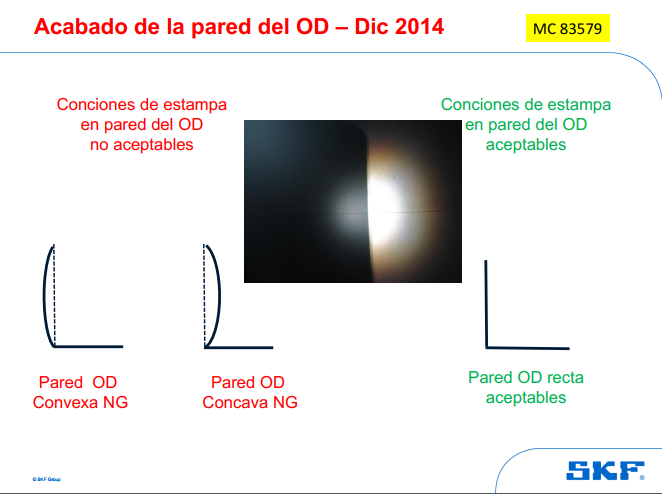 Acabado de la pared del OD – Dic 2014
MC 83579
Conciones de estampa
en pared del OD
no aceptables
Conciones de estampa
en pared del OD
aceptables
Pared OD
Convexa NG
Pared OD
Concava NG
Pared OD recta
aceptables
© SKF Group
SKF®